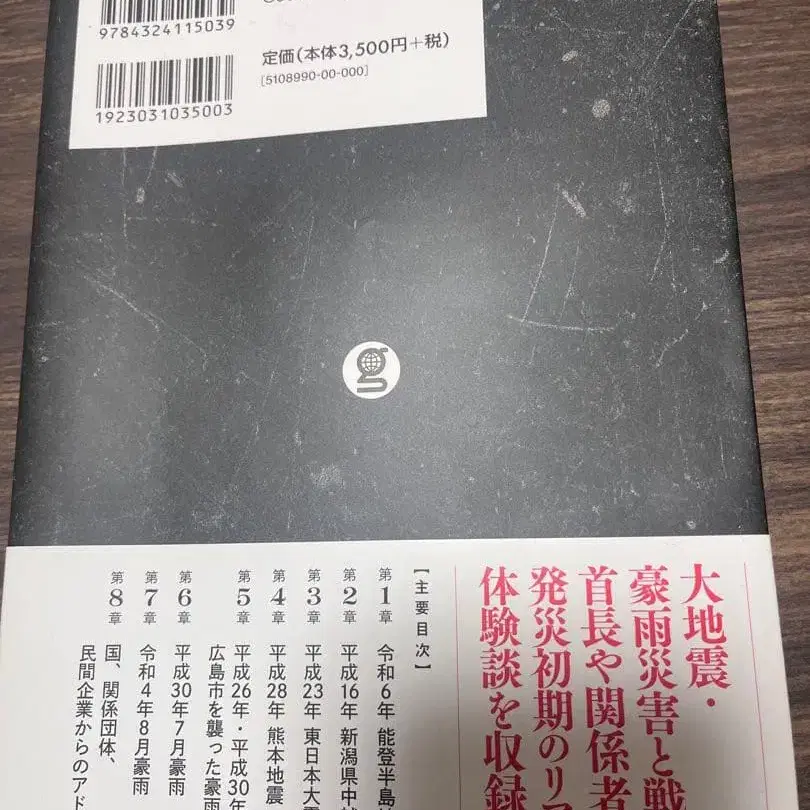 9784324115039
定価(本体3,500円+税)
[5108990-00-000]
1923031035003
g
大地震・
豪雨災害と戦
首長や関係者
発災初期のリア
体験談を収録
【主要目次】
第1章 令和6年 能登半島
第2章 平成16年 新潟県中越
第3章 平成23年 東日本大震
第4章 平成28年 熊本地震
第5章 平成26年・平成30年
広島市を襲った豪雨
第6章 平成30年7月豪雨
第7章 令和4年8月豪雨
第8章 国、関係団体、
民間企業からのアド